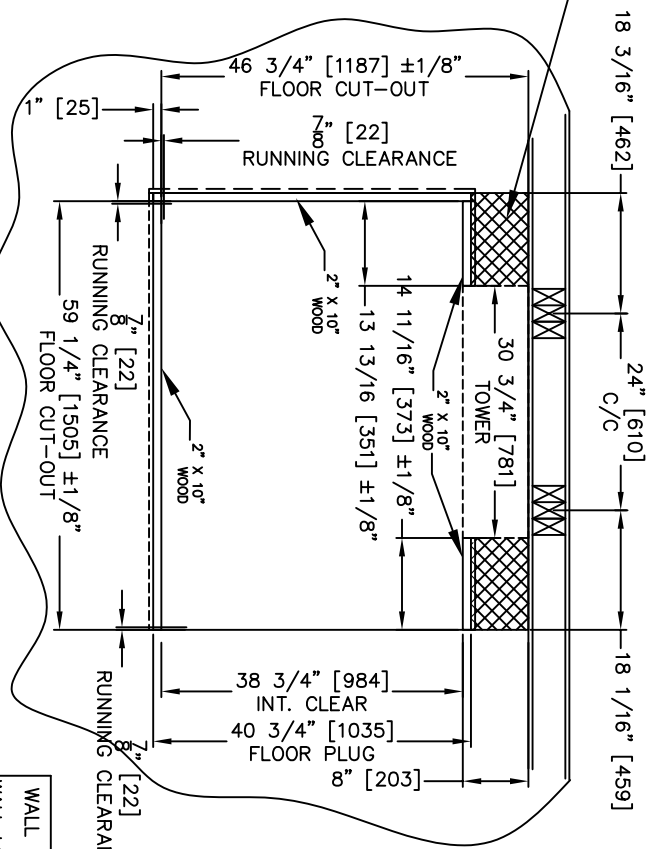 18 3/16" [462]
24" [610]
C/C
18 1/16" [459]
46 3/4" [1187] ±1/8"
FLOOR CUT-OUT
1" [25]
7/8" [22]
RUNNING CLEARANCE
2" X 10"
WOOD
14 11/16" [373] ±1/8"
13 13/16 [351] ±1/8"
30 3/4" [781]
TOWER
2" X 10"
WOOD
2" X 10"
WOOD
7/8" [22]
RUNNING CLEARANCE
59 1/4" [1505] ±1/8"
FLOOR CUT-OUT
38 3/4" [984]
INT. CLEAR
40 3/4" [1035]
FLOOR PLUG
8" [203]
7/8" [22]
RUNNING CLEARA
WALL